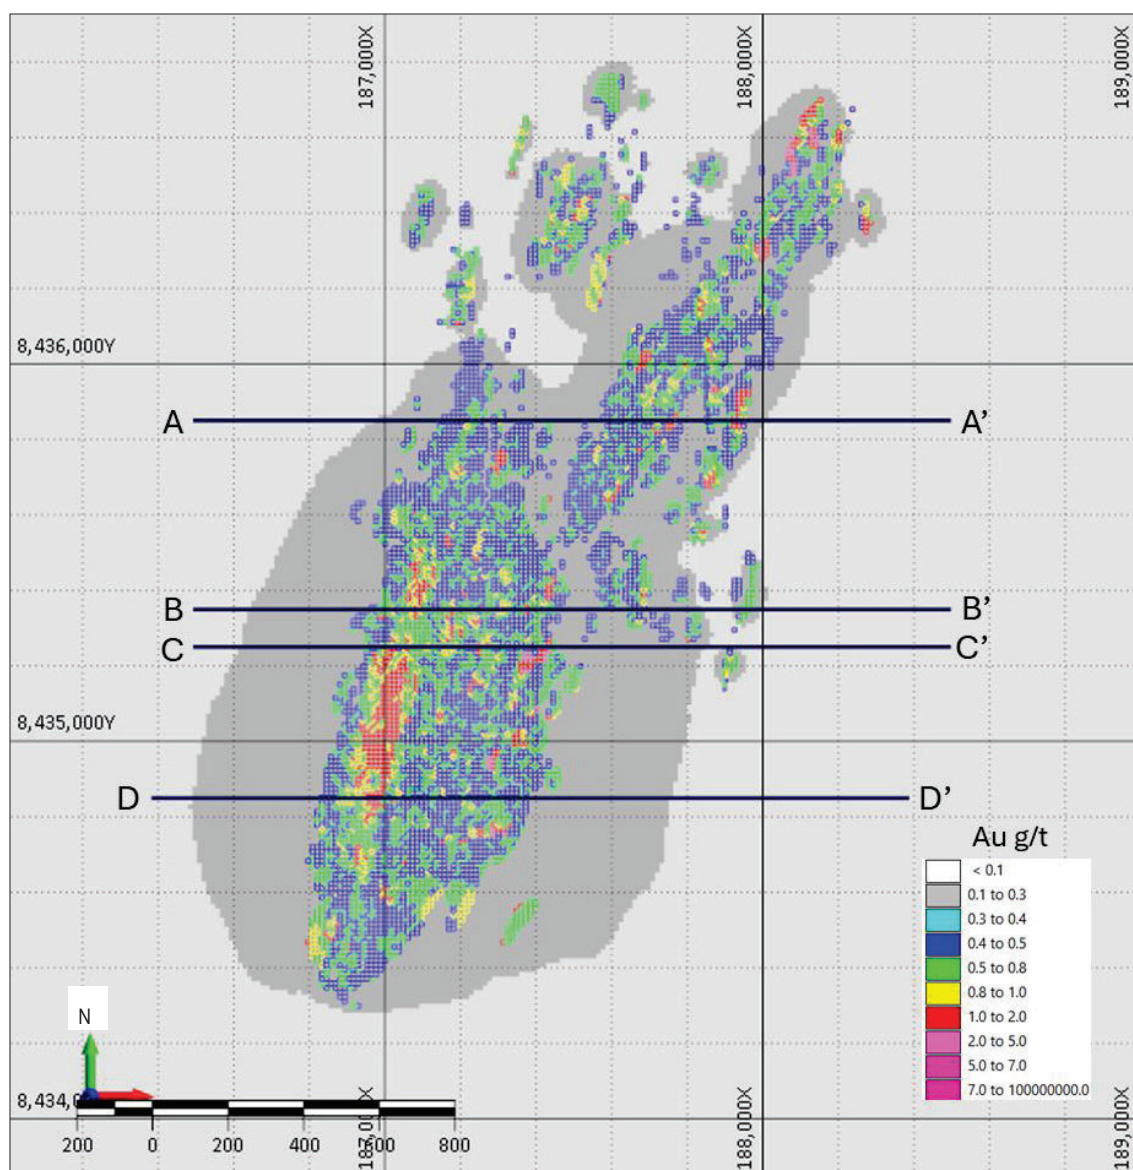 187,000X
188,000X
189,000X
8,436,000Y
A
A’
B
B’
C
C’
8,435,000Y
D
D’
Au g/t
< 0.1
0.1 to 0.3
0.3 to 0.4
0.4 to 0.5
0.5 to 0.8
0.8 to 1.0
1.0 to 2.0
2.0 to 5.0
5.0 to 7.0
7.0 to 100000000.0
N
188,000X
189,000X
200 0 200 400 600 800